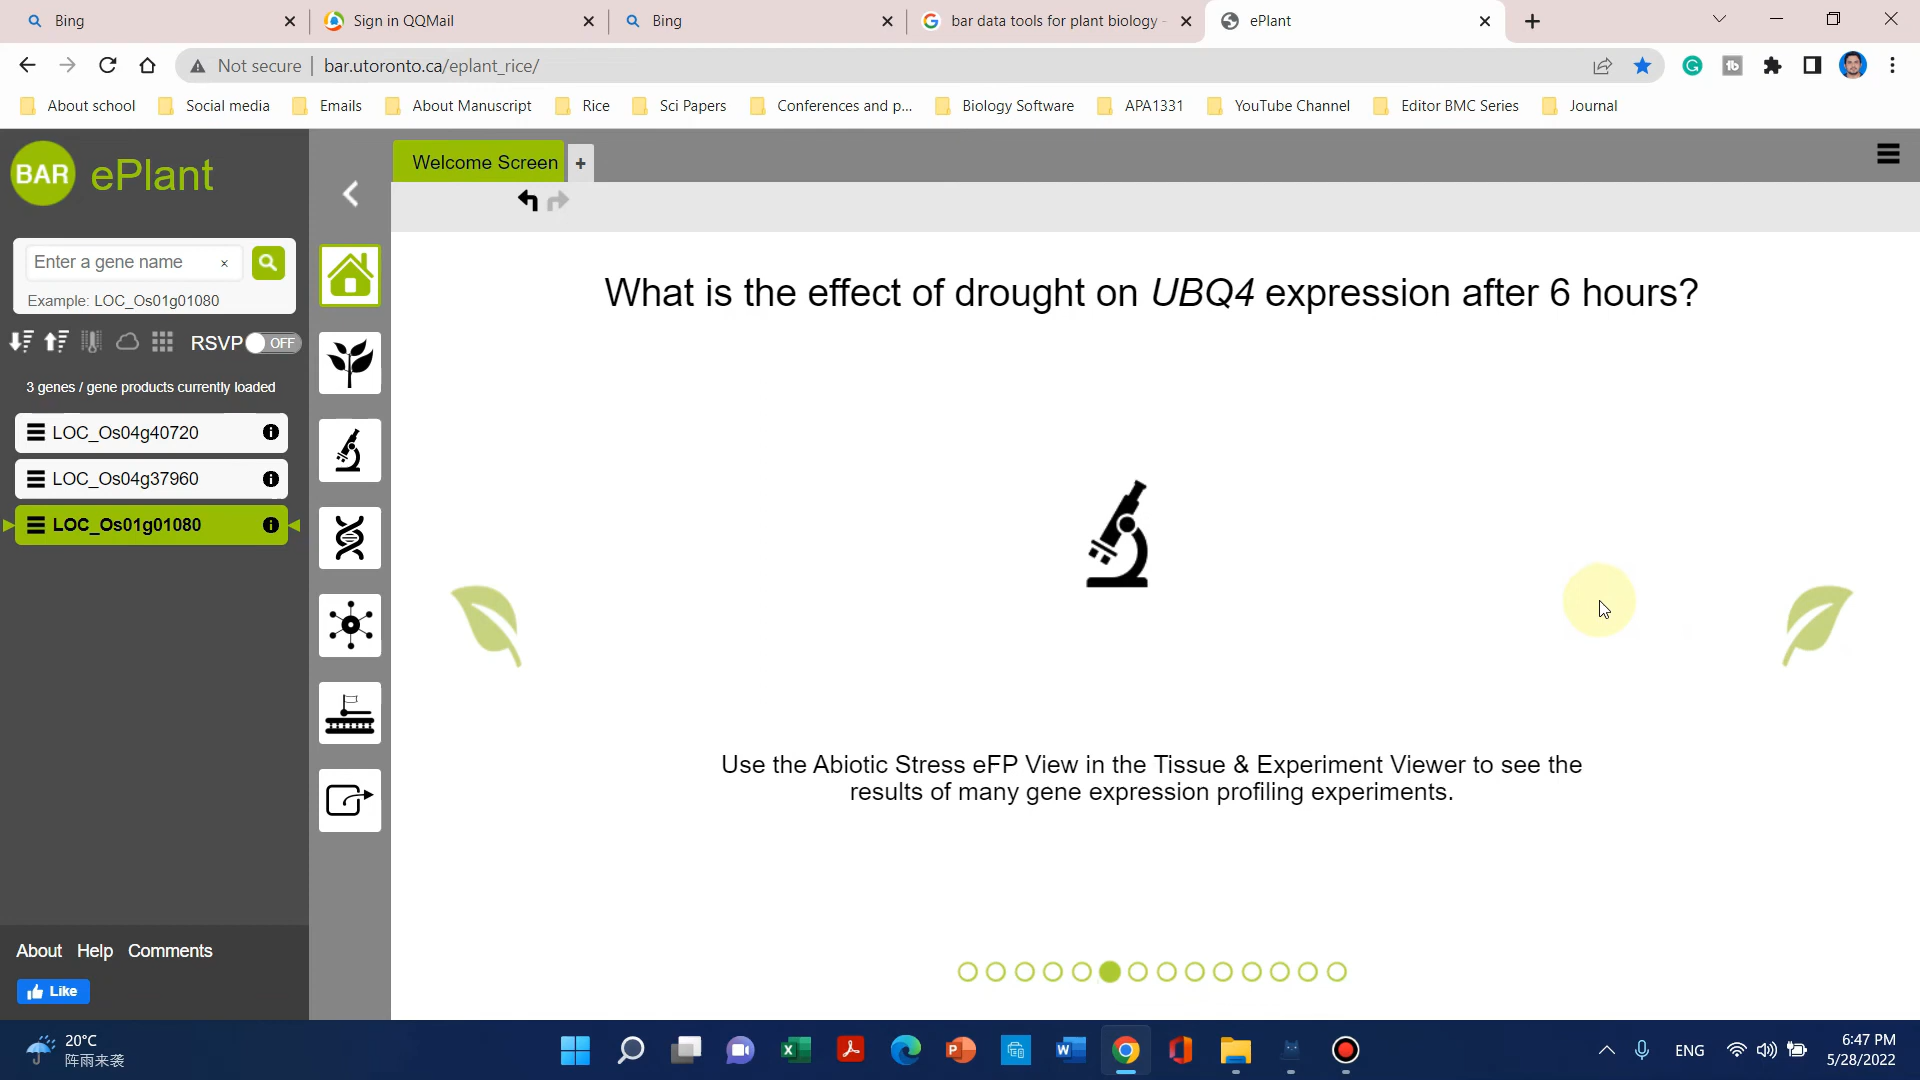 Bing
Sign in QQMail
Bing
bar data tools for plant biology -
ePlant
Not secure
bar.utoronto.ca/eplant_rice/
About school
Social media
Emails
About Manuscript
Rice
Sci Papers
Conferences and p...
Biology Software
APA1331
YouTube Channel
Editor BMC Series
Journal
BAR ePlant
Welcome Screen
+
Enter a gene name
×
Example: LOC_Os01g01080
RSVP OFF
3 genes / gene products currently loaded
LOC_Os04g40720
LOC_Os04g37960
LOC_Os01g01080
What is the effect of drought on UBQ4 expression after 6 hours?
Use the Abiotic Stress eFP View in the Tissue & Experiment Viewer to see the
results of many gene expression profiling experiments.
About Help Comments
Like
20°C
阵雨来袭
ENG
6:47 PM
5/28/2022